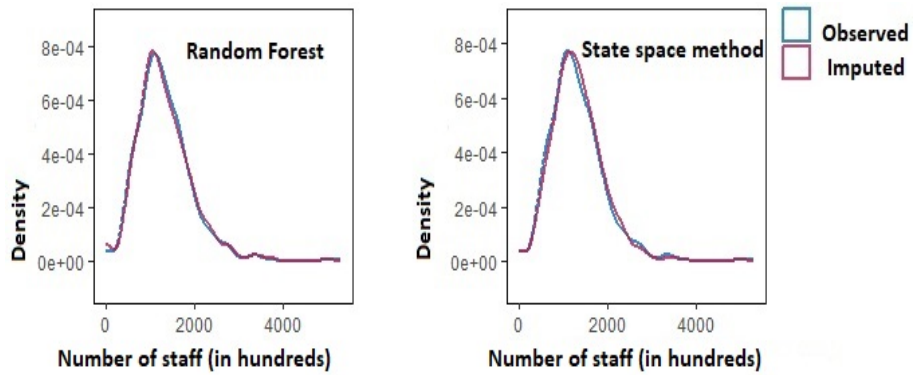 Random Forest
8e-04
6e-04
4e-04
2e-04
0e+00
Density
0
2000
4000
Number of staff (in hundreds)
State space method
8e-04
6e-04
4e-04
2e-04
0e+00
Density
0
2000
4000
Number of staff (in hundreds)
Observed
Imputed